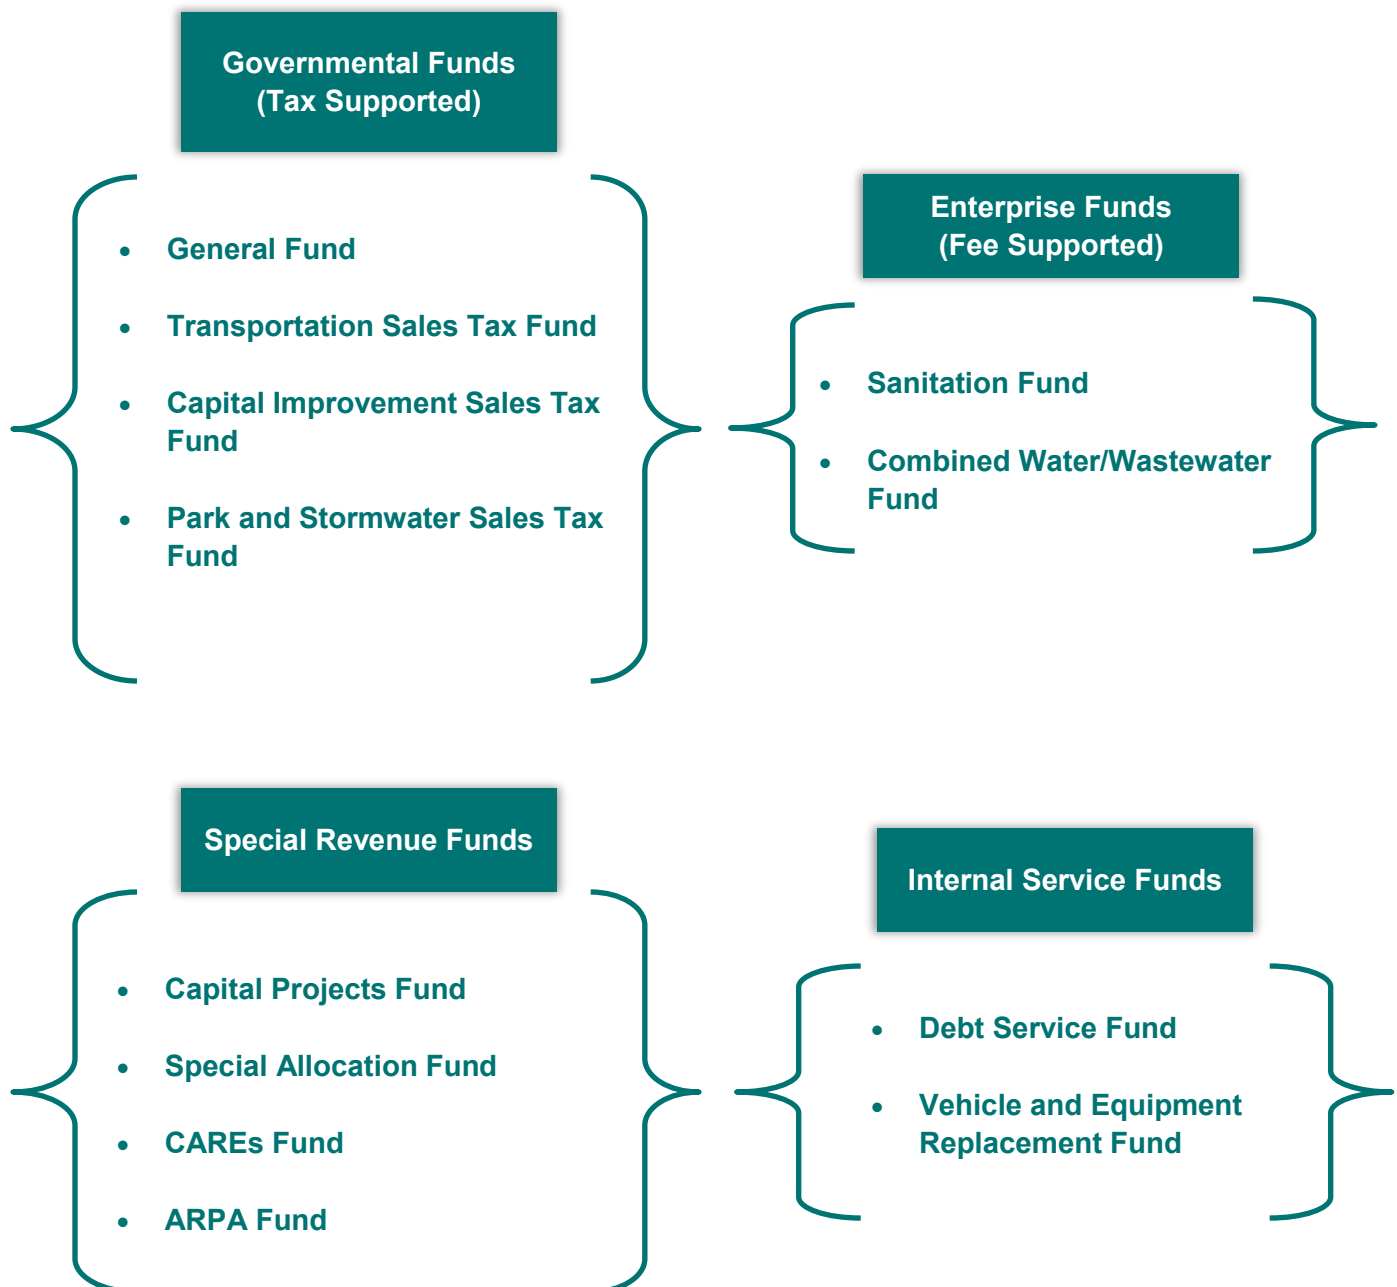 Governmental Funds
(Tax Supported)
• General Fund
• Transportation Sales Tax Fund
• Capital Improvement Sales Tax
Fund
• Park and Stormwater Sales Tax
Fund
Enterprise Funds
(Fee Supported)
• Sanitation Fund
• Combined Water/Wastewater
Fund
Special Revenue Funds
• Capital Projects Fund
• Special Allocation Fund
• CAREs Fund
• ARPA Fund
Internal Service Funds
• Debt Service Fund
• Vehicle and Equipment
Replacement Fund